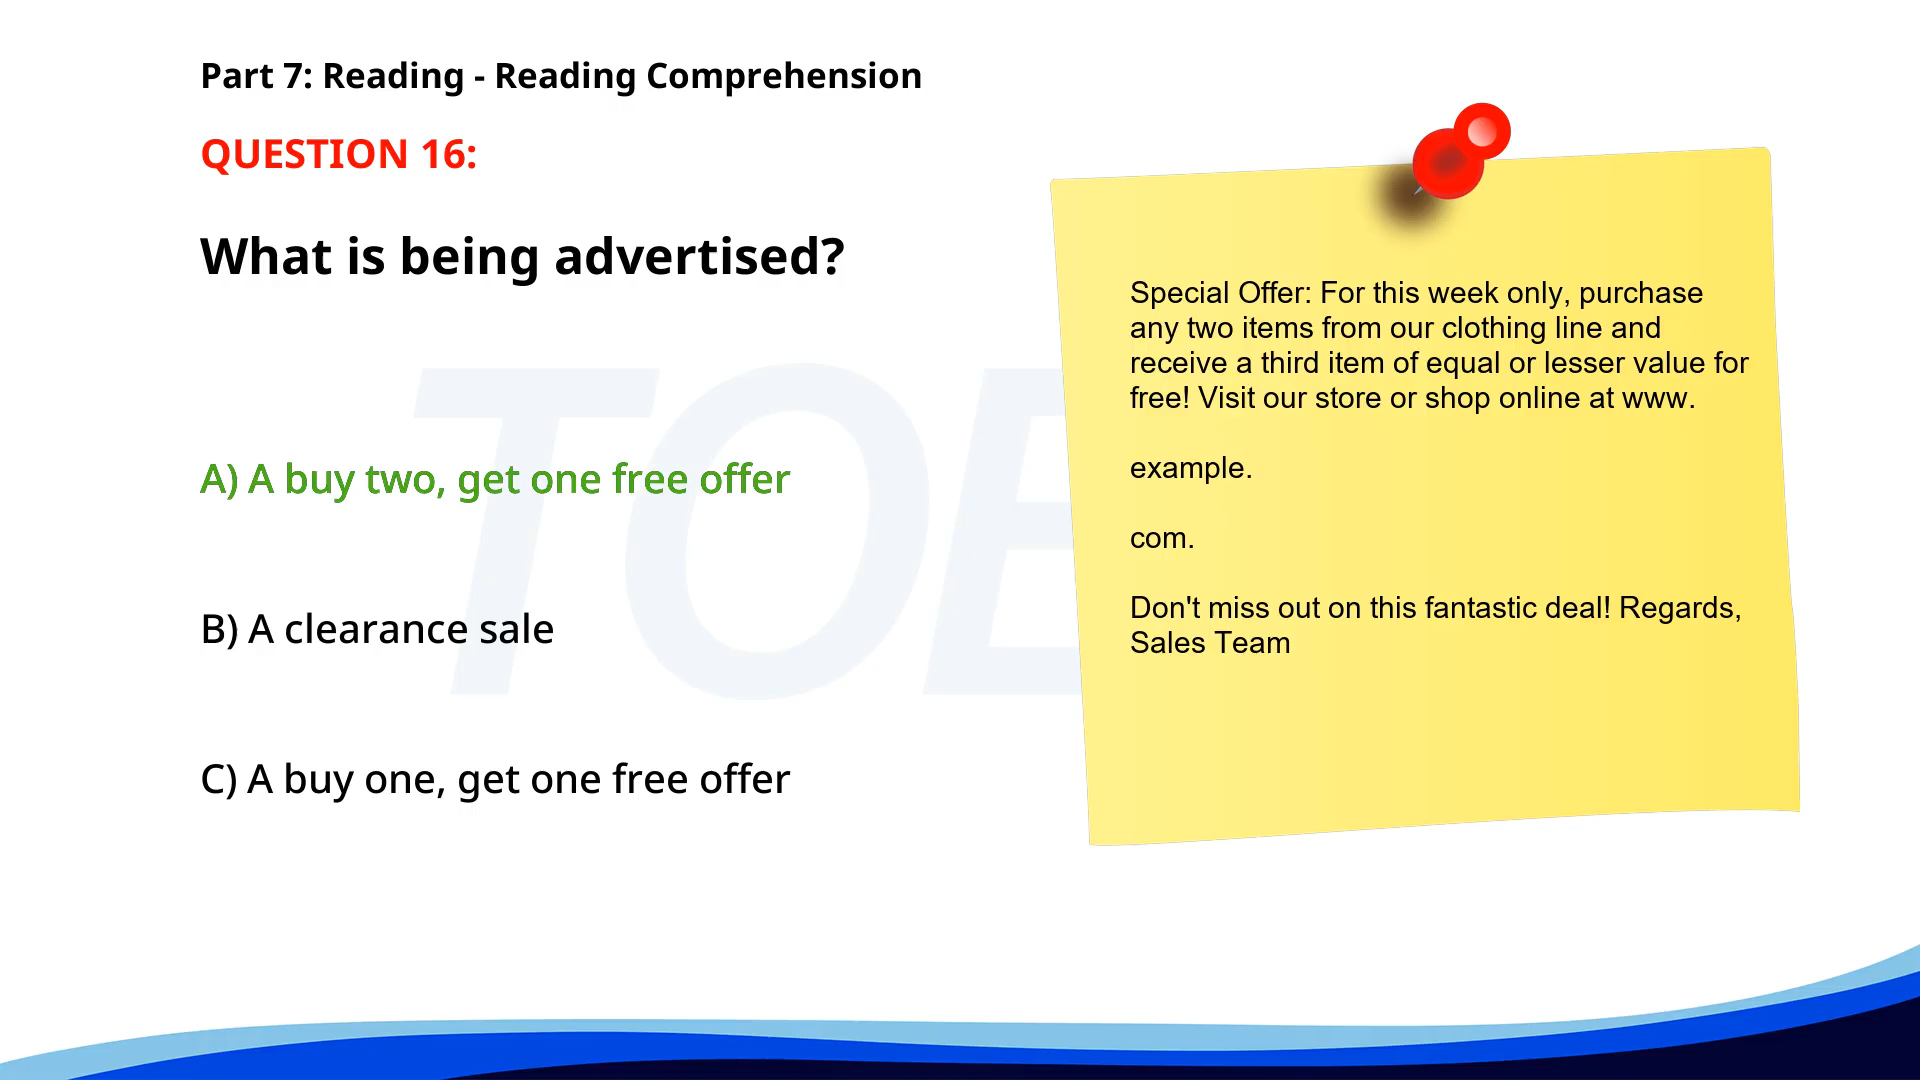 Part 7: Reading - Reading Comprehension
QUESTION 16:
What is being advertised?
A) A buy two, get one free offer
B) A clearance sale
C) A buy one, get one free offer
Special Offer: For this week only, purchase
any two items from our clothing line and
receive a third item of equal or lesser value for
free! Visit our store or shop online at www.
example.
com.
Don't miss out on this fantastic deal! Regards,
Sales Team